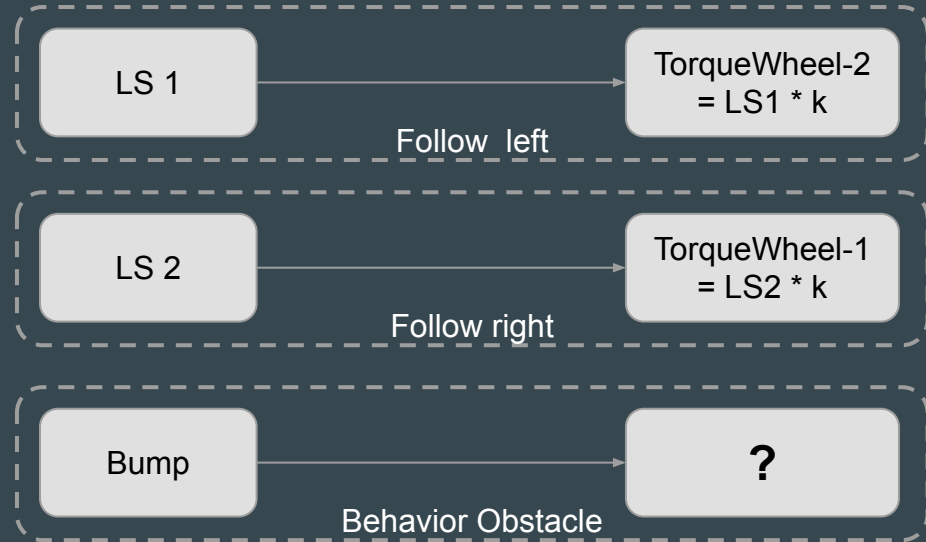 LS 1
TorqueWheel-2
= LS1 * k
Follow left
LS 2
TorqueWheel-1
= LS2 * k
Follow right
Bump
?
Behavior Obstacle